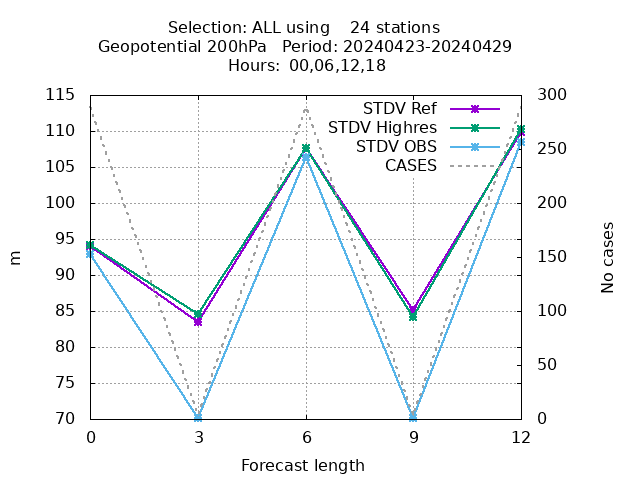 Selection: ALL using    24 stations
Geopotential 200hPa   Period: 20240423-20240429
Hours: 00,06,12,18
STDV Ref
STDV Highres
STDV OBS
CASES
115
110
105
100
95
90
85
80
75
70
300
250
200
150
100
50
0
m
No cases
0 3 6 9 12
Forecast length